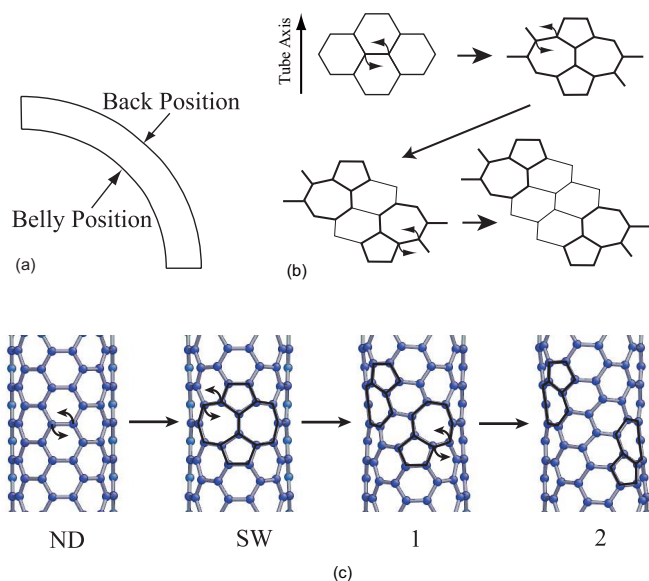 (a)
Back Position
Belly Position
(b)
Tube Axis
ND
SW
1
2
(c)